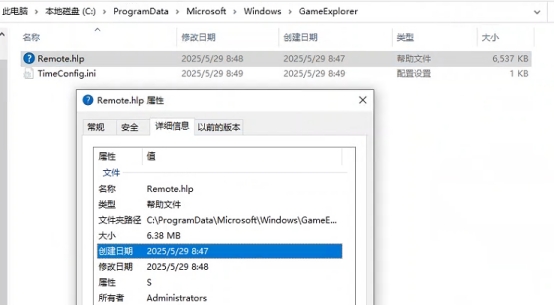 此电脑 › 本地磁盘 (C:) › ProgramData › Microsoft › Windows › GameExplorer
名称 修改日期 创建日期 类型 大小
Remote.hlp 2025/5/29 8:48 2025/5/29 8:47 帮助文件 6,537 KB
TimeConfig.ini 2025/5/29 8:49 2025/5/29 8:49 配置设置 1 KB
Remote.hlp 属性
常规 安全 详细信息 以前的版本
属性 值
文件
名称 Remote.hlp
类型 帮助文件
文件夹路径 C:\ProgramData\Microsoft\Windows\GameE...
大小 6.38 MB
创建日期 2025/5/29 8:47
修改日期 2025/5/29 8:48
属性 S
所有者 Administrators